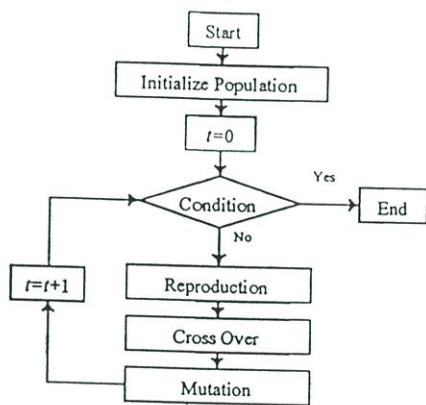 Start
Initialize Population
t=0
Condition
Yes
End
No
t=t+1
Reproduction
Cross Over
Mutation